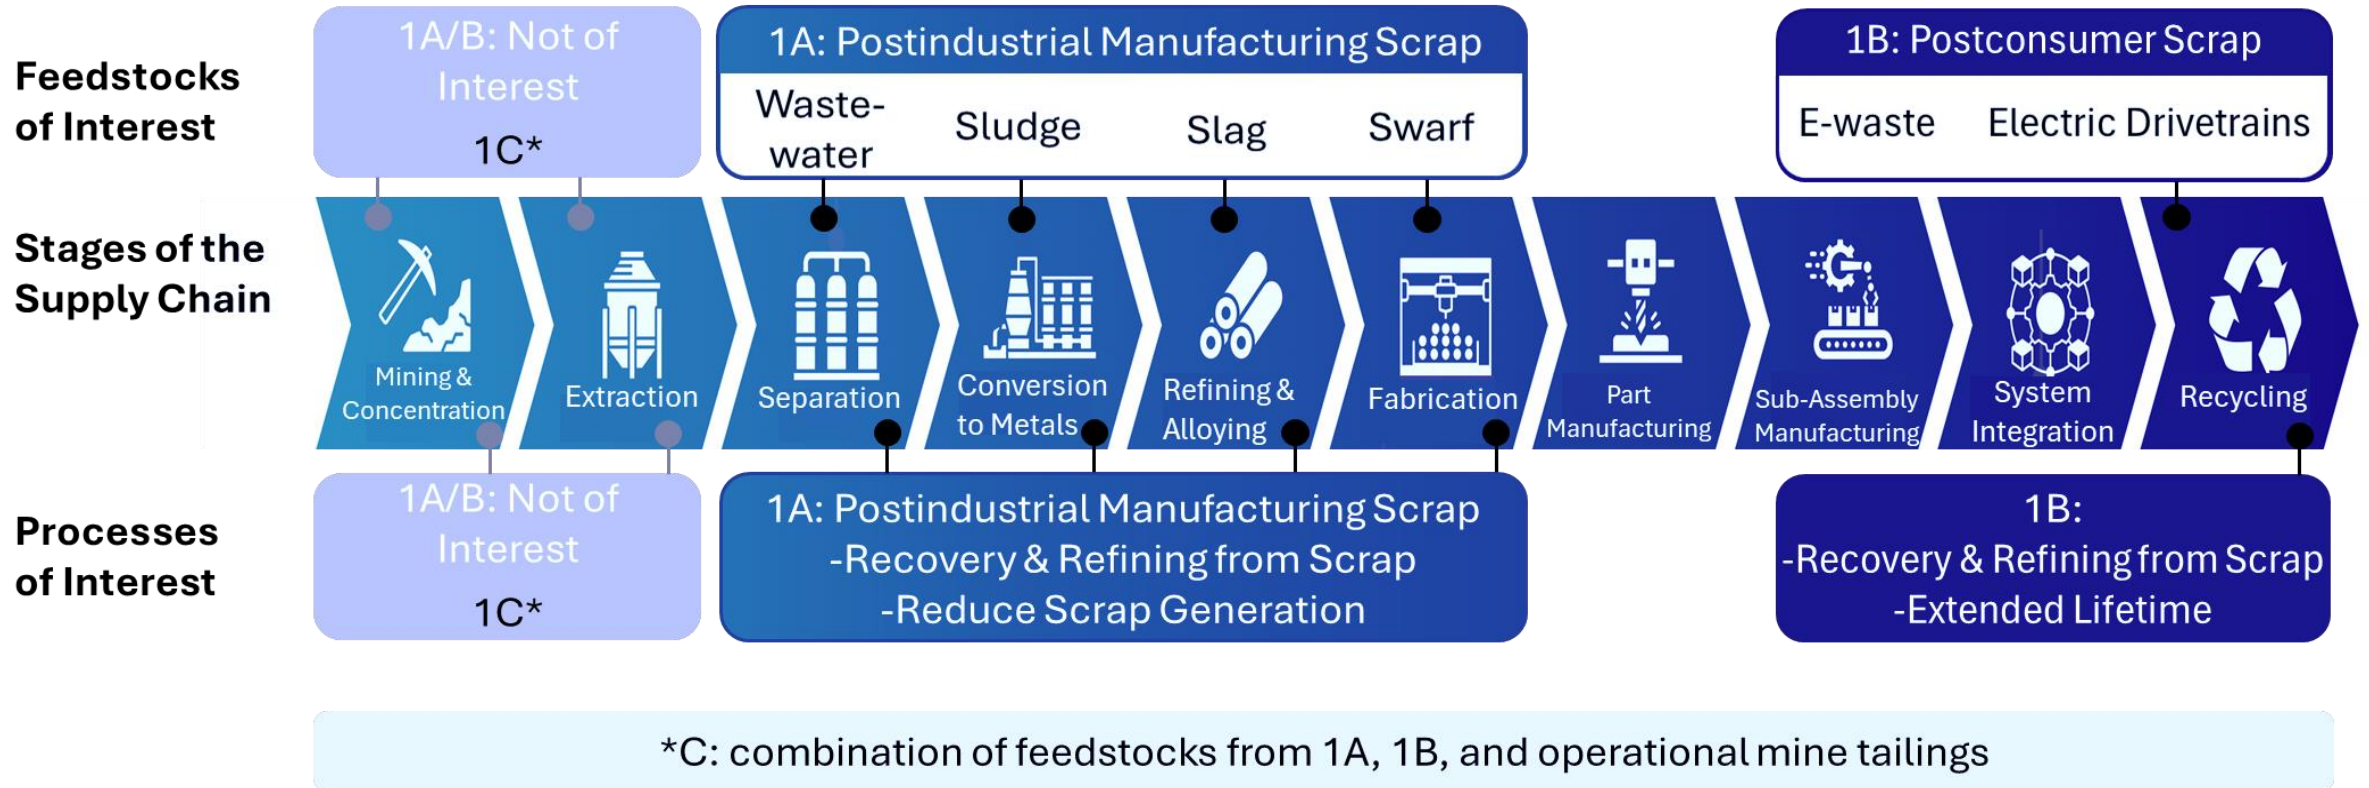 Feedstocks
of Interest
1A/B: Not of
Interest
1C*
1A: Postindustrial Manufacturing Scrap
Waste-
water
Sludge
Slag
Swarf
1B: Postconsumer Scrap
E-waste
Electric Drivetrains
Stages of the
Supply Chain
Mining &
Concentration
Extraction
Separation
Conversion
to Metals
Refining &
Alloying
Fabrication
Part
Manufacturing
Sub-Assembly
Manufacturing
System
Integration
Recycling
Processes
of Interest
1A/B: Not of
Interest
1C*
1A: Postindustrial Manufacturing Scrap
-Recovery & Refining from Scrap
-Reduce Scrap Generation
1B:
-Recovery & Refining from Scrap
-Extended Lifetime
*C: combination of feedstocks from 1A, 1B, and operational mine tailings